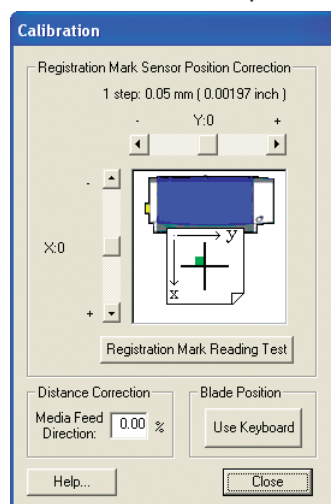 Calibration
Registration Mark Sensor Position Correction
1 step: 0.05 mm ( 0.00197 inch )
- Y:0 +
-
X:0
+
y
x
Registration Mark Reading Test
Distance Correction
Media Feed
Direction: 0.00 %
Blade Position
Use Keyboard
Help... Close